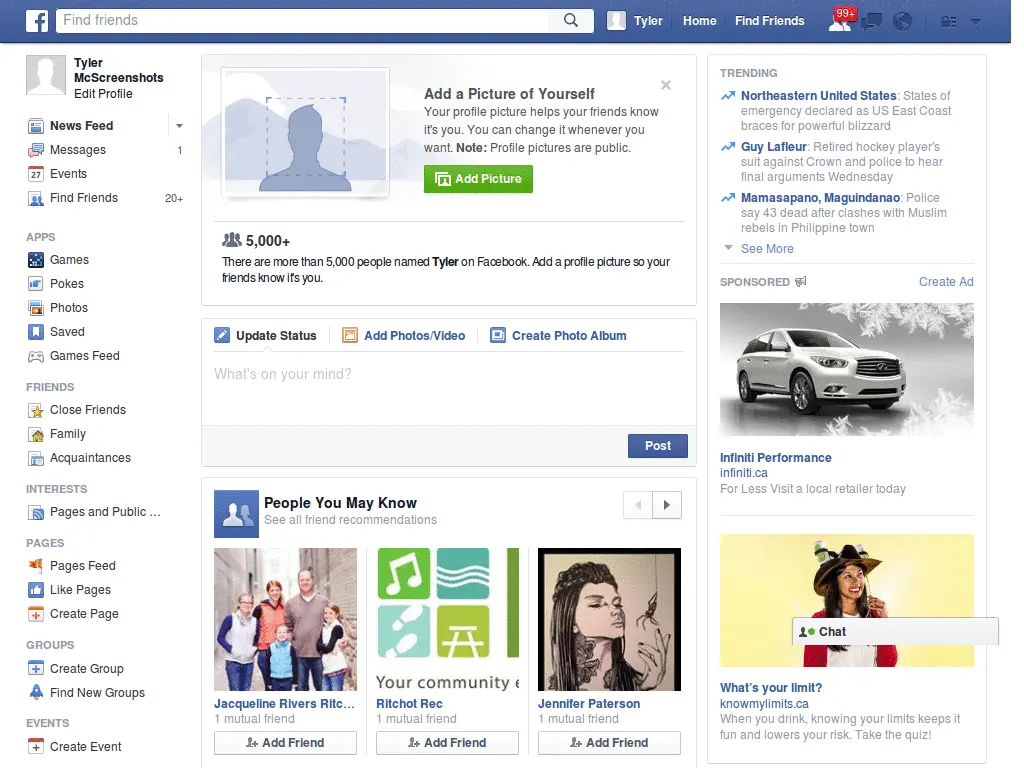 Find friends
Tyler
Home
Find Friends
99+
Tyler
McScreenshots
Edit Profile
News Feed
Messages 1
27 Events
Find Friends 20+
APPS
Games
Pokes
Photos
Saved
Games Feed
FRIENDS
Close Friends
Family
Acquaintances
INTERESTS
Pages and Public ...
PAGES
Pages Feed
Like Pages
Create Page
GROUPS
Create Group
Find New Groups
EVENTS
Create Event
Add a Picture of Yourself
Your profile picture helps your friends know
it's you. You can change it whenever you
want. Note: Profile pictures are public.
Add Picture
5,000+
There are more than 5,000 people named Tyler on Facebook. Add a profile picture so your
friends know it's you.
Update Status
Add Photos/Video
Create Photo Album
What's on your mind?
Post
People You May Know
See all friend recommendations
Your community
Jacqueline Rivers Ritc...
1 mutual friend
Add Friend
Ritchot Rec
1 mutual friend
Add Friend
Jennifer Paterson
1 mutual friend
Add Friend
TRENDING
Northeastern United States: States of
emergency declared as US East Coast
braces for powerful blizzard
Guy Lafleur: Retired hockey player's
suit against Crown and police to hear
final arguments Wednesday
Mamasapano, Maguindanao: Police
say 43 dead after clashes with Muslim
rebels in Philippine town
See More
SPONSORED
Create Ad
Infiniti Performance
infiniti.ca
For Less Visit a local retailer today
Chat
What's your limit?
knowmylimits.ca
When you drink, knowing your limits keeps it
fun and lowers your risk. Take the quiz!